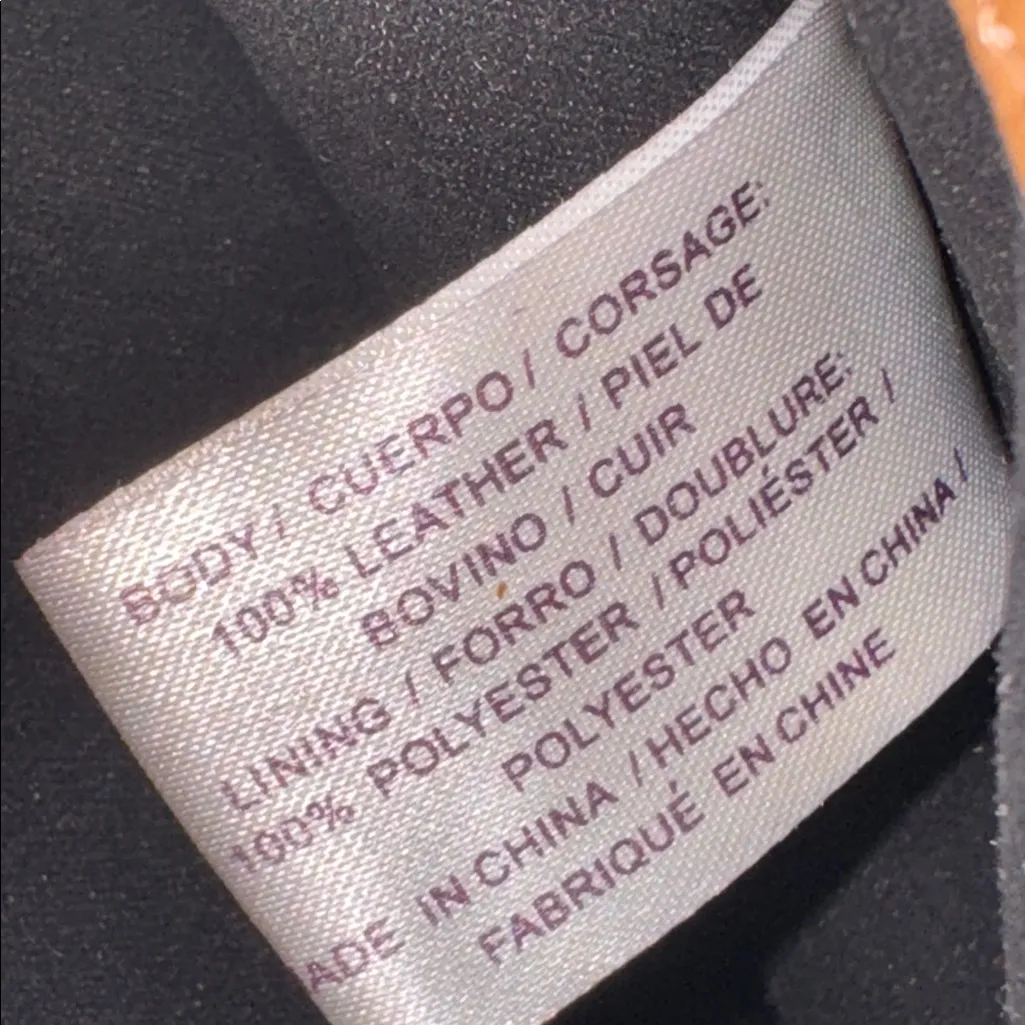 BODY / CUERPO / CORSAGE:
100% LEATHER / PIEL DE
BOVINO / CUIR
LINING / FORRO / DOUBLURE:
100% POLYESTER / POLIÉSTER /
POLYESTER
ADE IN CHINA / HECHO EN CHINA /
FABRIQUÉ EN CHINE